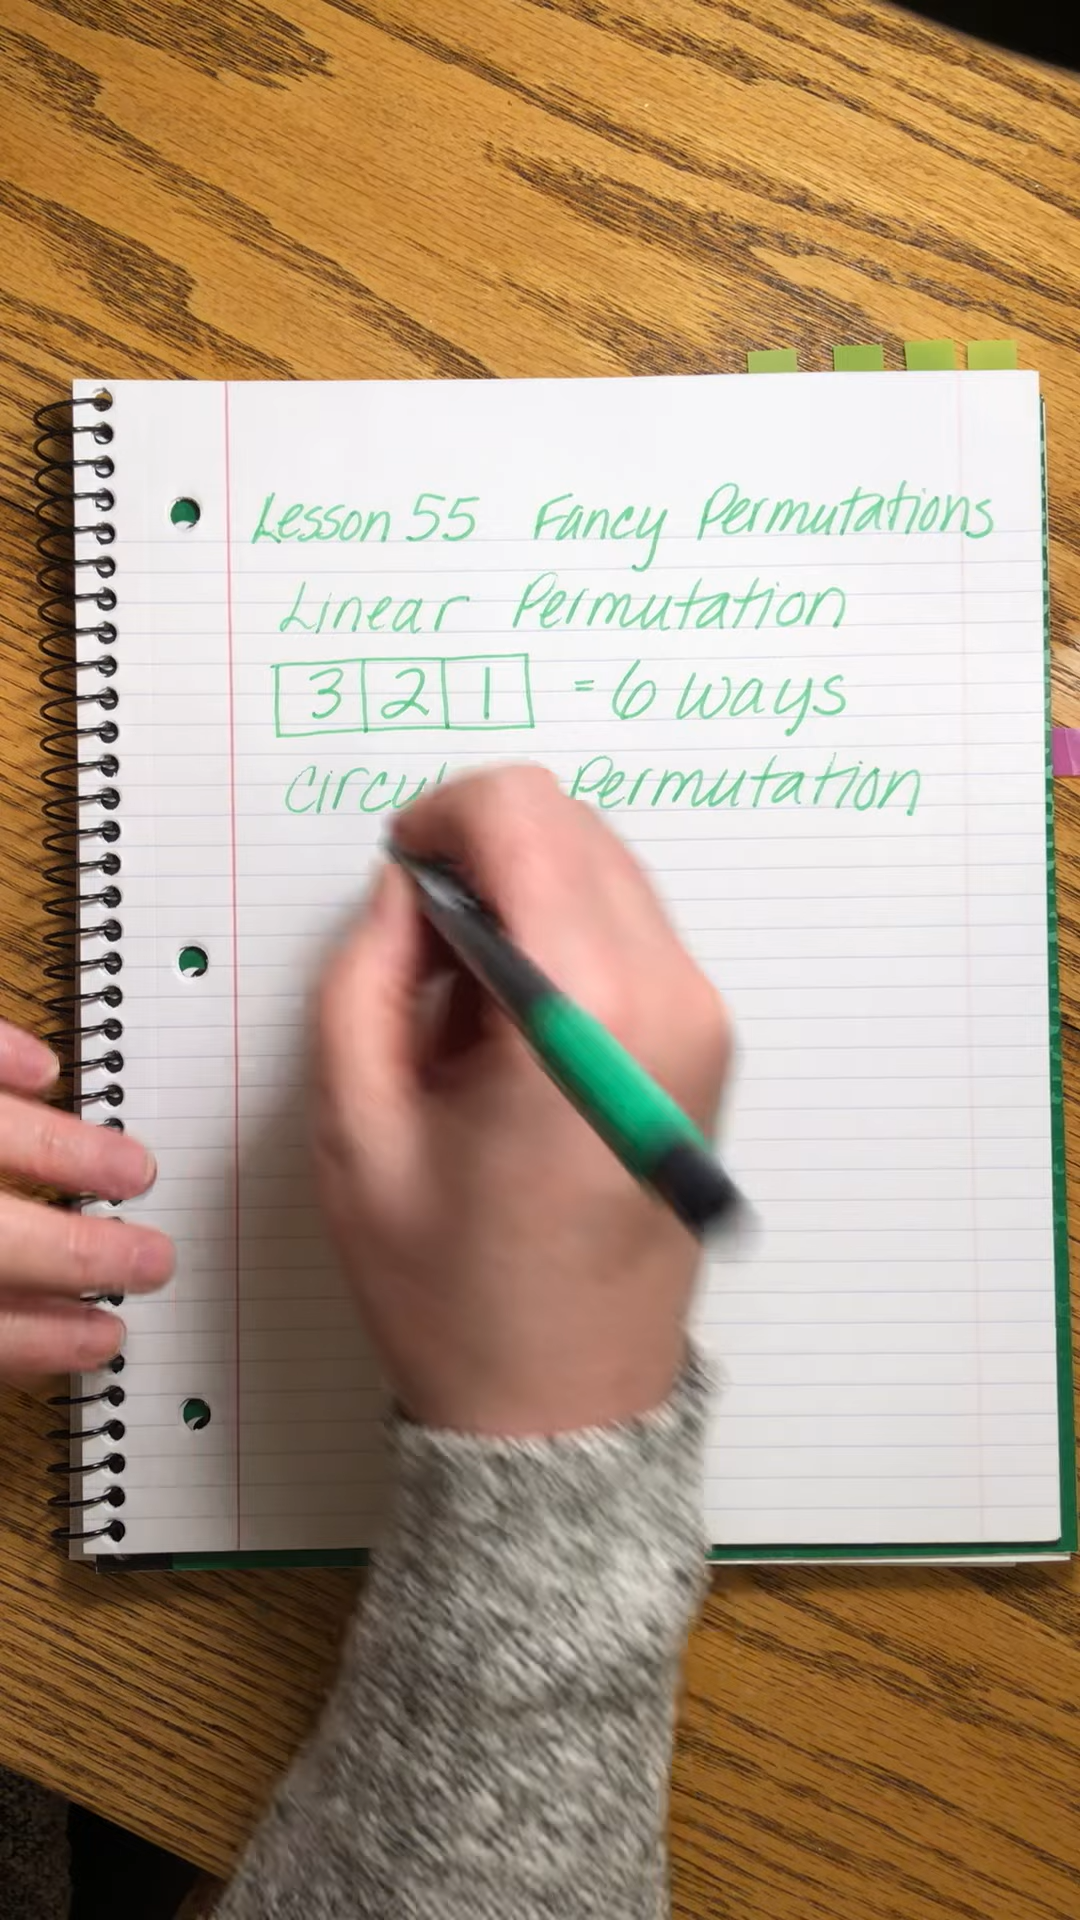 Lesson 55 Fancy Permutations
Linear Permutation
3 2 1 = 6 ways
Permutation